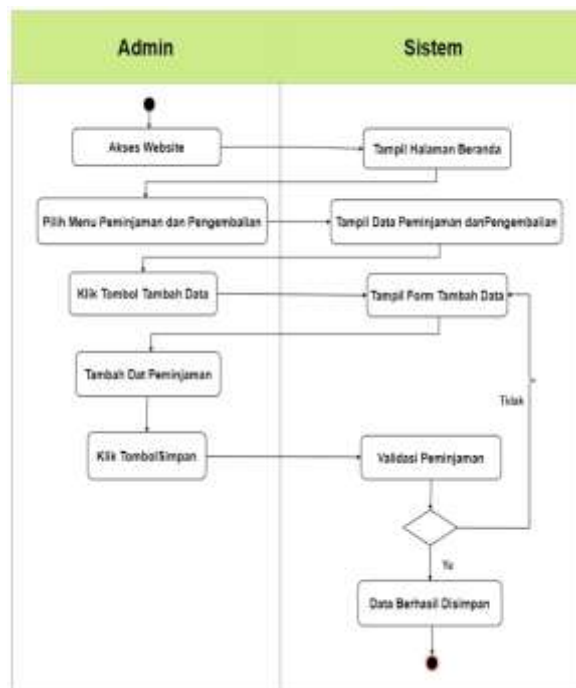 Admin
Sistem
Akses Website
Tampil Halaman Beranda
Pilih Menu Peminjaman dan Pengembalian
Tampil Data Peminjaman danPengembalian
Klik Tombol Tambah Data
Tampil Form Tambah Data
Tambah Dat Peminjaman
Tidak
Klik TombolSimpan
Validasi Peminjaman
Ya
Data Berhasil Disimpan